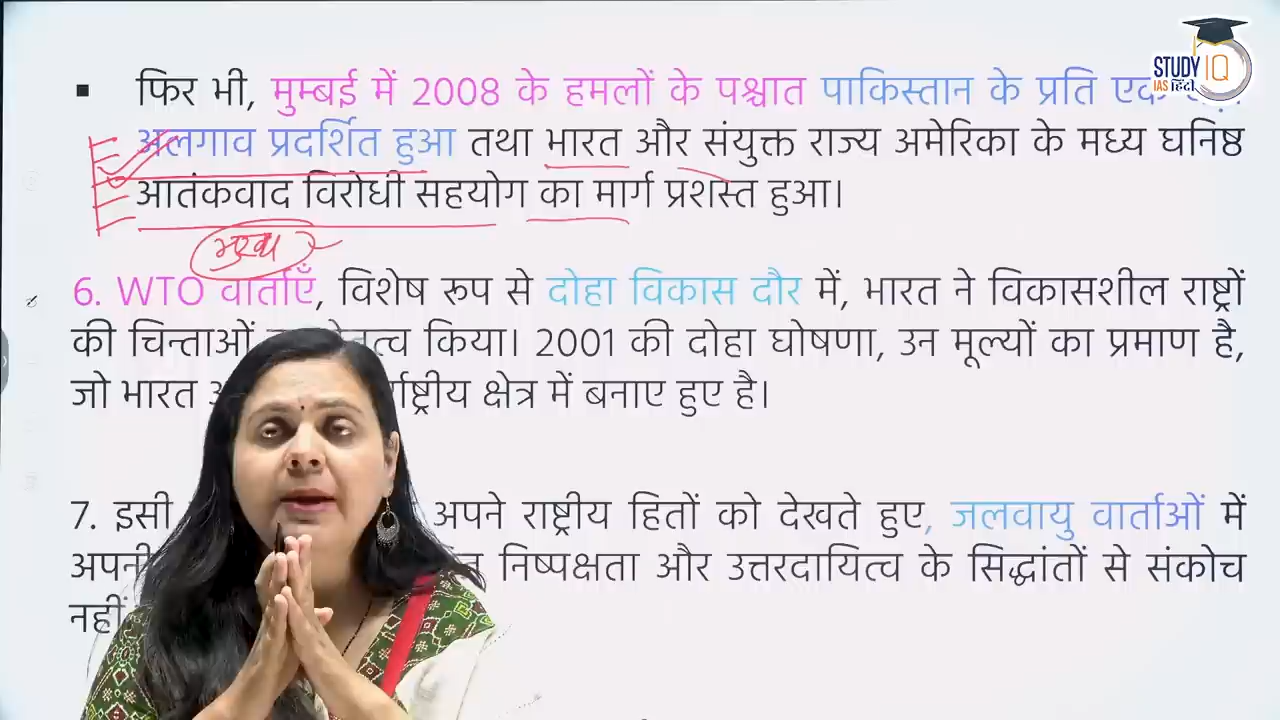 STUDY IQ
IAS हिंदी
▪ फिर भी, मुम्बई में 2008 के हमलों के पश्चात पाकिस्तान के प्रति एक
अलगाव प्रदर्शित हुआ तथा भारत और संयुक्त राज्य अमेरिका के मध्य घनिष्ठ
आतंकवाद विरोधी सहयोग का मार्ग प्रशस्त हुआ।
6. WTO वार्ताएँ, विशेष रूप से दोहा विकास दौर में, भारत ने विकासशील राष्ट्रों
की चिन्ताओं किया। 2001 की दोहा घोषणा, उन मूल्यों का प्रमाण है,
जो भारत क्षेत्र में बनाए हुए है।
7. इसी अपने राष्ट्रीय हितों को देखते हुए, जलवायु वार्ताओं में
निष्पक्षता और उत्तरदायित्व के सिद्धांतों से संकोच
नहीं